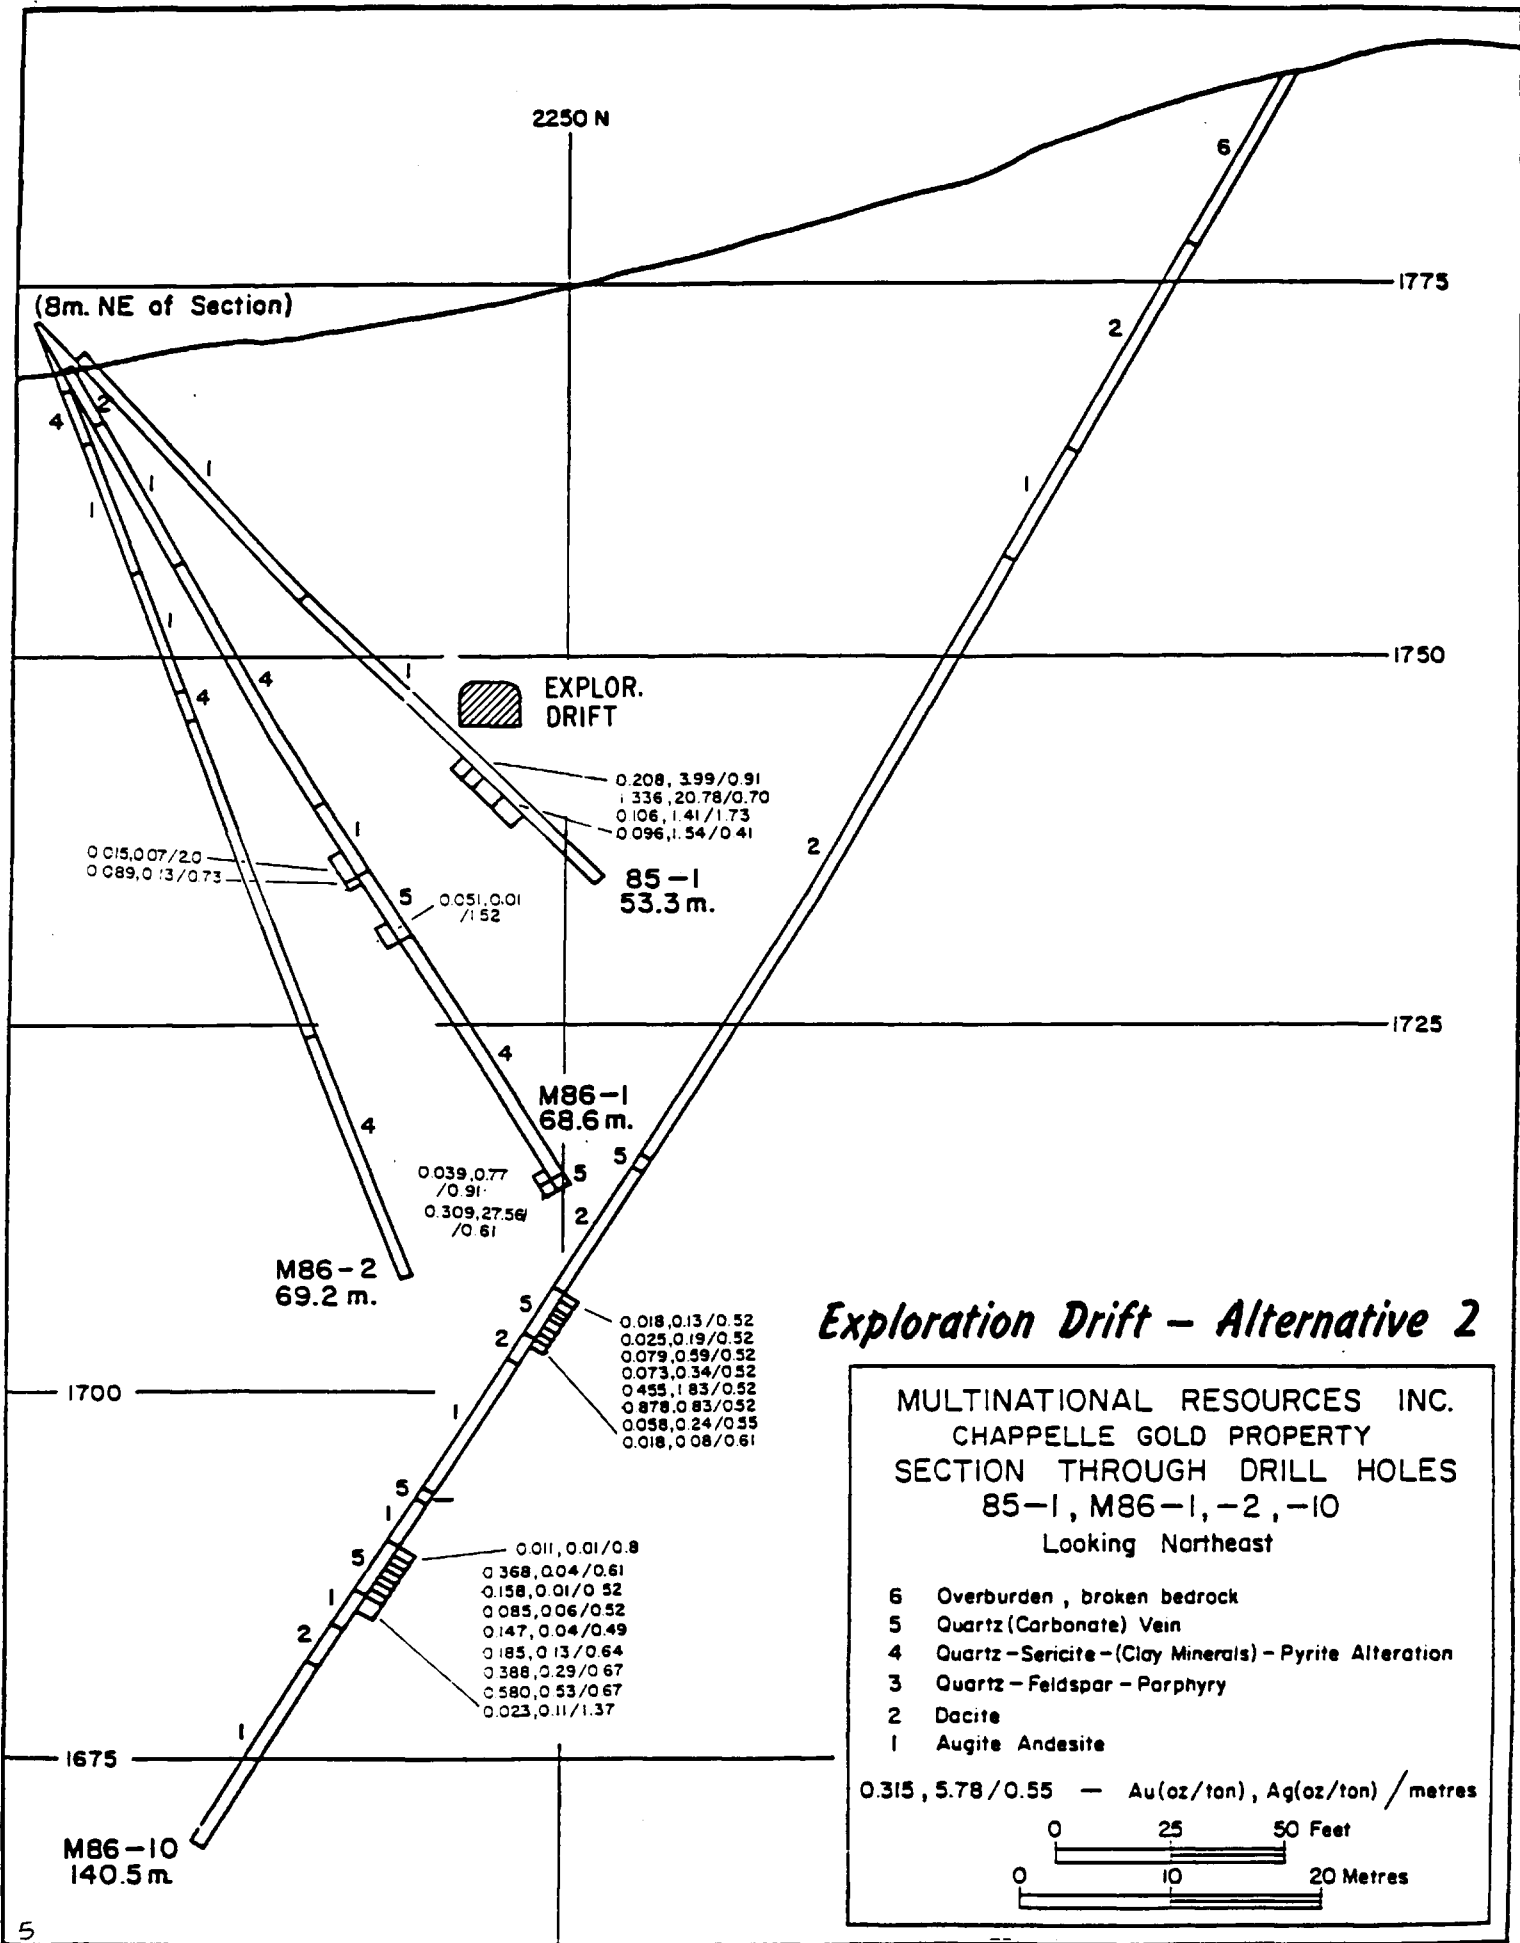 2250 N
6
1775
(8m. NE of Section)
2
2
4
1
1
1
1
1
1750
1
4
4
EXPLOR.
DRIFT
0.208, 3.99/0.91
1.336, 20.78/0.70
0.106, 1.41/1.73
0.096, 1.54/0.41
1
2
0.015, 0.07/2.0
0.089, 0.13/0.73
85-1
53.3 m.
5
0.051, 0.01
/1.52
1725
4
M86-1
68.6 m.
4
5
5
0.039, 0.77
/0.91
0.309, 27.56/
/0.61
2
M86-2
69.2 m.
5
2
0.018, 0.13/0.52
0.025, 0.19/0.52
0.079, 0.59/0.52
0.073, 0.34/0.52
0.455, 1.83/0.52
0.878, 0.83/0.52
0.058, 0.24/0.55
0.018, 0.08/0.61
Exploration Drift - Alternative 2
1700
1
5
1
5
1
2
0.011, 0.01/0.8
0.368, 0.04/0.61
0.158, 0.01/0.52
0.085, 0.06/0.52
0.147, 0.04/0.49
0.185, 0.13/0.64
0.388, 0.29/0.67
0.580, 0.53/0.67
0.023, 0.11/1.37
1
1675
M86-10
140.5 m.
MULTINATIONAL RESOURCES INC.
CHAPPELLE GOLD PROPERTY
SECTION THROUGH DRILL HOLES
85-1, M86-1, -2, -10
Looking Northeast
6 Overburden, broken bedrock
5 Quartz (Carbonate) Vein
4 Quartz-Sericite-(Clay Minerals)-Pyrite Alteration
3 Quartz-Feldspar-Porphyry
2 Dacite
1 Augite Andesite
0.315, 5.78/0.55 — Au(oz/ton), Ag(oz/ton) / metres
0 25 50 Feet
0 10 20 Metres
5